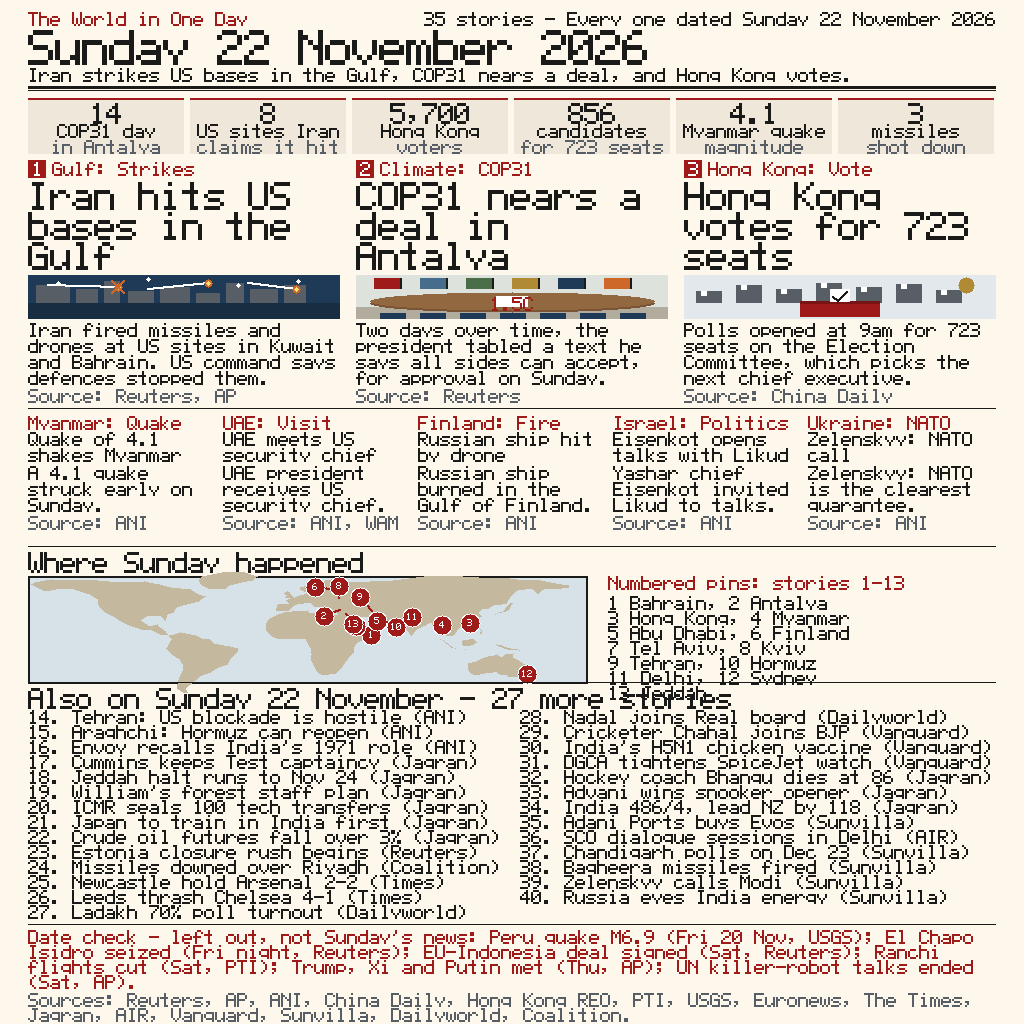 The World in One Day
35 stories - Every one dated Sunday 22 November 2026
Sunday 22 November 2026
Iran strikes US bases in the Gulf, COP31 nears a deal, and Hong Kong votes.
14
COP31 day
in Antalya
8
US sites Iran
claims it hit
5,700
Hong Kong
voters
856
candidates
for 723 seats
4.1
Myanmar quake
magnitude
3
missiles
shot down
1 Gulf: Strikes
Iran hits US
bases in the
Gulf
Iran fired missiles and
drones at US sites in Kuwait
and Bahrain. US command says
defences stopped them.
Source: Reuters, AP
2 Climate: COP31
COP31 nears a
deal in
Antalya
1.5C
Two days over time, the
president tabled a text he
says all sides can accept,
for approval on Sunday.
Source: Reuters
3 Hong Kong: Vote
Hong Kong
votes for 723
seats
Polls opened at 9am for 723
seats on the Election
Committee, which picks the
next chief executive.
Source: China Daily
Myanmar: Quake
Quake of 4.1
shakes Myanmar
A 4.1 quake
struck early on
Sunday.
Source: ANI
UAE: Visit
UAE meets US
security chief
UAE president
receives US
security chief.
Source: ANI, WAM
Finland: Fire
Russian ship hit
by drone
Russian ship
burned in the
Gulf of Finland.
Source: ANI
Israel: Politics
Eisenkot opens
talks with Likud
Yashar chief
Eisenkot invited
Likud to talks.
Source: ANI
Ukraine: NATO
Zelenskyy: NATO
call
Zelenskyy: NATO
is the clearest
guarantee.
Source: ANI
Where Sunday happened
6 8
9
2 13 1 5 10 11 4 3
12
Numbered pins: stories 1-13
1 Bahrain, 2 Antalya
3 Hong Kong, 4 Myanmar
5 Abu Dhabi, 6 Finland
7 Tel Aviv, 8 Kyiv
9 Tehran, 10 Hormuz
11 Delhi, 12 Sydney
13 Jeddah
Also on Sunday 22 November - 27 more stories
14. Tehran: US blockade is hostile (ANI)
15. Araghchi: Hormuz can reopen (ANI)
16. Envoy recalls India's 1971 role (ANI)
17. Cummins keeps Test captaincy (Jagran)
18. Jeddah halt runs to Nov 24 (Jagran)
19. William's forest staff plan (Jagran)
20. ICMR seals 100 tech transfers (Jagran)
21. Japan to train in India first (Jagran)
22. Crude oil futures fall over 3% (Jagran)
23. Estonia closure rush begins (Reuters)
24. Missiles downed over Riyadh (Coalition)
25. Newcastle hold Arsenal 2-2 (Times)
26. Leeds thrash Chelsea 4-1 (Times)
27. Ladakh 70% poll turnout (Dailyworld)
28. Nadal joins Real board (Dailyworld)
29. Cricketer Chahal joins BJP (Vanguard)
30. India's H5N1 chicken vaccine (Vanguard)
31. DGCA tightens SpiceJet watch (Vanguard)
32. Hockey coach Bhangu dies at 86 (Jagran)
33. Advani wins snooker opener (Jagran)
34. India 486/4, lead NZ by 118 (Jagran)
35. Adani Ports buys Evos (Sunvilla)
36. SCO dialogue sessions in Delhi (AIR)
37. Chandigarh polls on Dec 23 (Sunvilla)
38. Bagheera missiles fired (Sunvilla)
39. Zelenskyy calls Modi (Sunvilla)
40. Russia eyes India energy (Sunvilla)
Date check - left out, not Sunday's news: Peru quake M6.9 (Fri 20 Nov, USGS); El Chapo
Isidro seized (Fri night, Reuters); EU-Indonesia deal signed (Sat, Reuters); Ranchi
flights cut (Sat, PTI); Trump, Xi and Putin met (Thu, AP); UN killer-robot talks ended
(Sat, AP).
Sources: Reuters, AP, ANI, China Daily, Hong Kong REO, PTI, USGS, Euronews, The Times,
Jagran, AIR, Vanguard, Sunvilla, Dailyworld, Coalition.